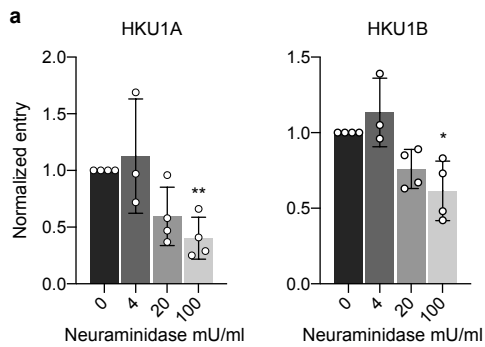 a
HKU1A
HKU1B
Normalized entry
2.0
1.5
1.0
0.5
0.0
**
0 4 20 100
Neuraminidase mU/ml
1.5
1.0
0.5
0.0
*
0 4 20 100
Neuraminidase mU/ml